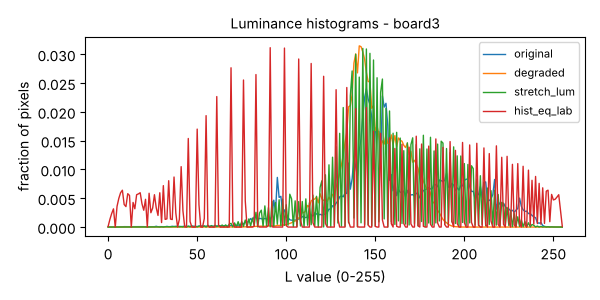 Luminance histograms - board3
fraction of pixels
0.030
0.025
0.020
0.015
0.010
0.005
0.000
original
degraded
stretch_lum
hist_eq_lab
0 50 100 150 200 250
L value (0-255)